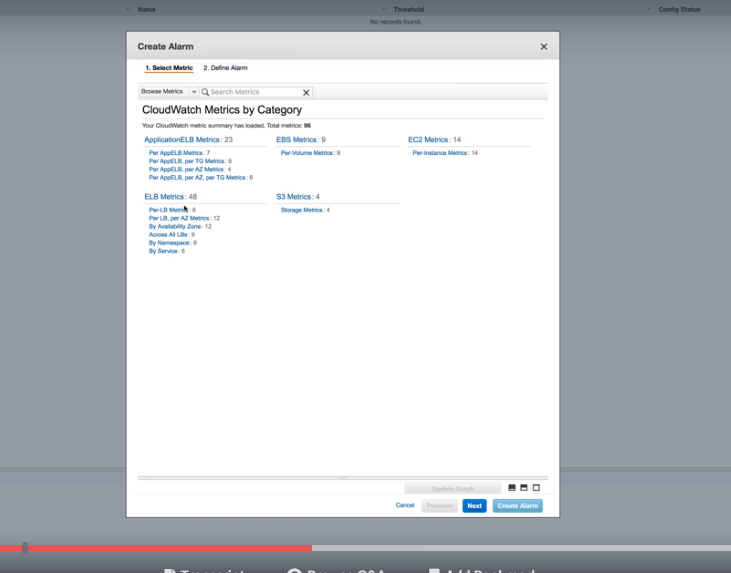 Name Threshold Config Status
No records found.
Create Alarm
1. Select Metric 2. Define Alarm
Browse Metrics Search Metrics
CloudWatch Metrics by Category
Your CloudWatch metric summary has loaded. Total metrics: 98
ApplicationELB Metrics: 23 EBS Metrics: 9 EC2 Metrics: 14
Per AppELB Metrics: 7 Per-Volume Metrics: 9 Per-Instance Metrics: 14
Per AppELB, per TG Metrics: 6
Per AppELB, per AZ Metrics: 4
Per AppELB, per AZ, per TG Metrics: 6
ELB Metrics: 48 S3 Metrics: 4
Per-LB Metrics: 6 Storage Metrics: 4
Per LB, per AZ Metrics: 12
By Availability Zone: 12
Across All LBs: 6
By Namespace: 6
By Service: 6
Update Graph
Cancel Previous Next Create Alarm
Transcript Browse Q&A Add Bookmark